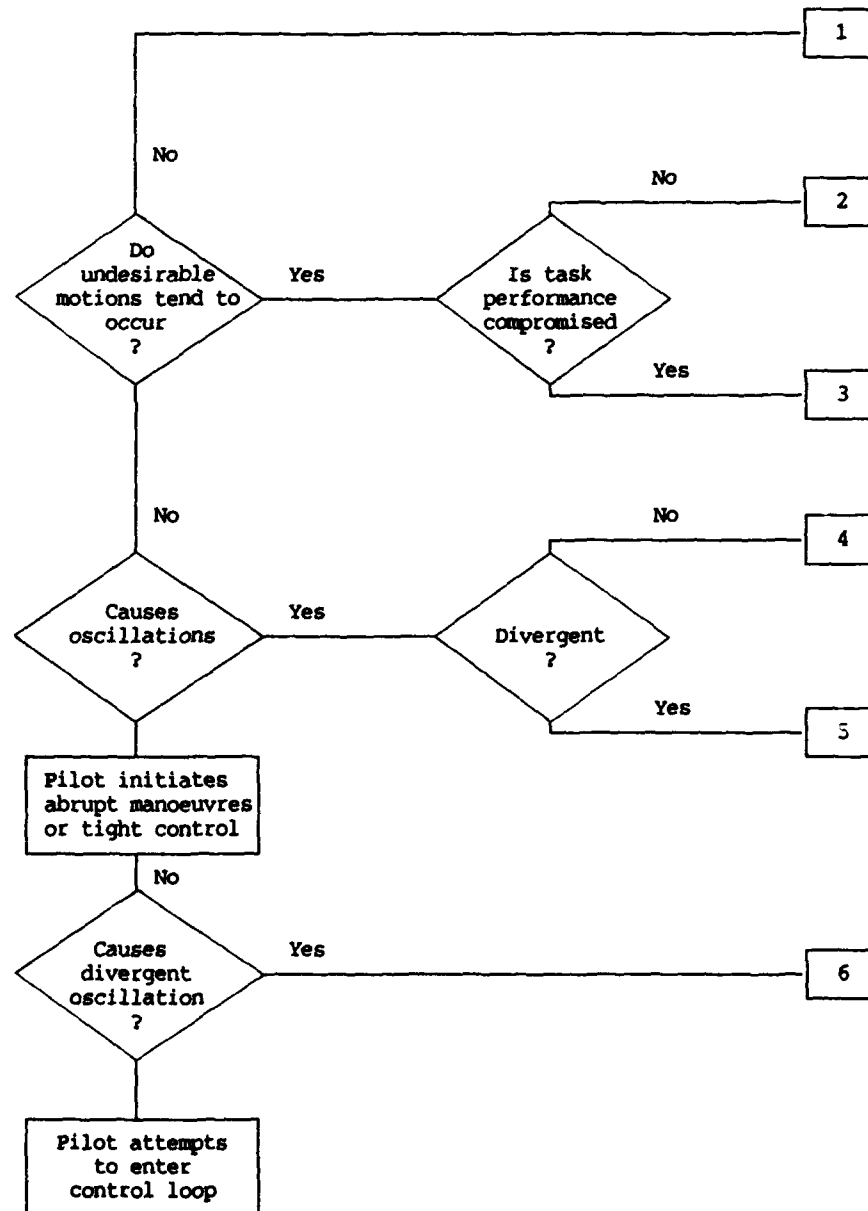 1
No
No
2
Do
undesirable
motions tend to
occur
?
Yes
Is task
performance
compromised
?
Yes
3
No
No
4
Causes
oscillations
?
Yes
Divergent
?
Yes
5
Pilot initiates
abrupt manoeuvres
or tight control
No
Causes
divergent
oscillation
?
Yes
6
Pilot attempts
to enter
control loop